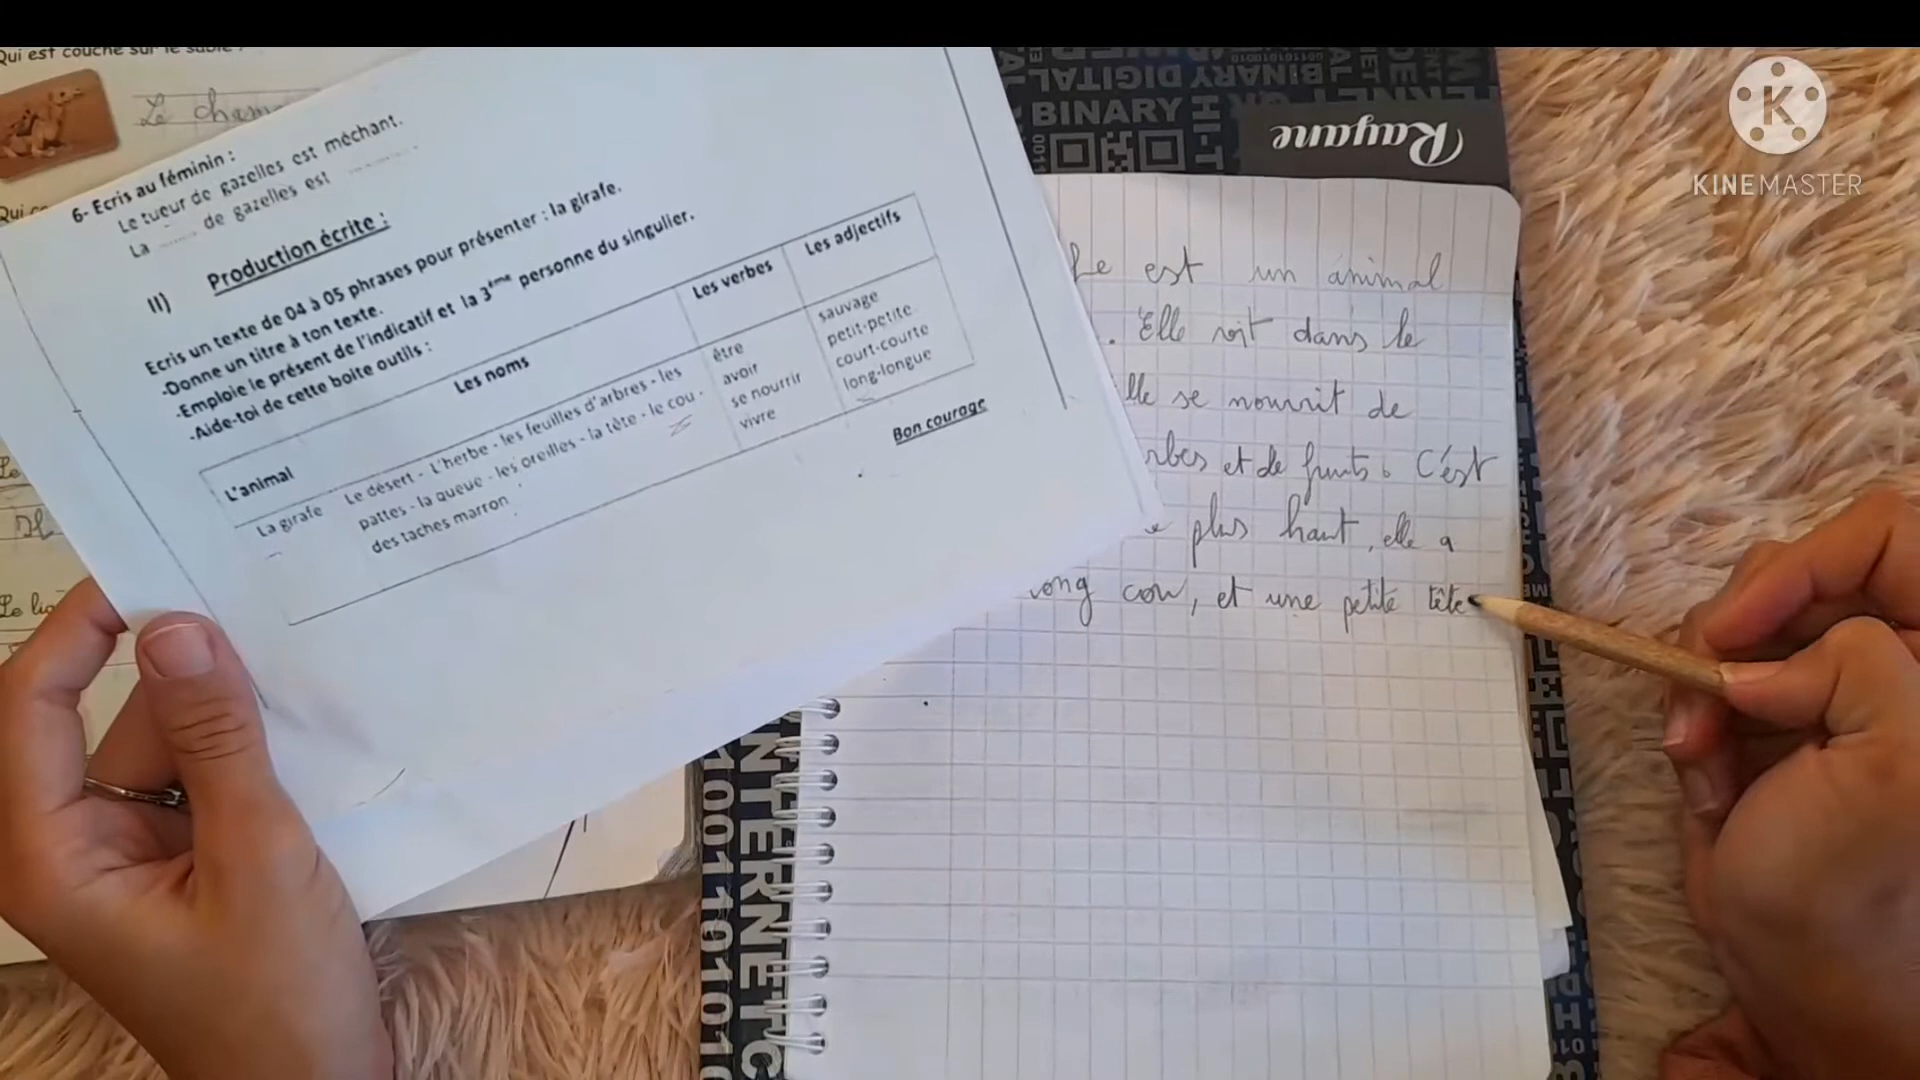 Qui est couché sur le sable ?
Le cham
Qui
6- Ecris au féminin :
Le tueur de gazelles est méchant.
La ........ de gazelles est ..............
II) Production écrite :
Ecris un texte de 04 à 05 phrases pour présenter : la girafe.
-Donne un titre à ton texte.
-Emploie le présent de l'indicatif et la 3ème personne du singulier.
-Aide-toi de cette boite outils :
L'animal
Les noms
Les verbes
Les adjectifs
La girafe
Le désert - L'herbe - les feuilles d'arbres - les
pattes - la queue - les oreilles - la tête - le cou -
des taches marron
être
avoir
se nourrir
vivre
sauvage
petit-petite
court-courte
long-longue
Bon courage
Le
Le lio
BINARY DIGITAL
BINARY
HI-T
Rayane
est un animal
. Elle vit dans le
lle se nourrit de
rbes et de fruits. C'est
plus haut, elle a
long cou, et une petite tête
INTERNET
KINEMASTER